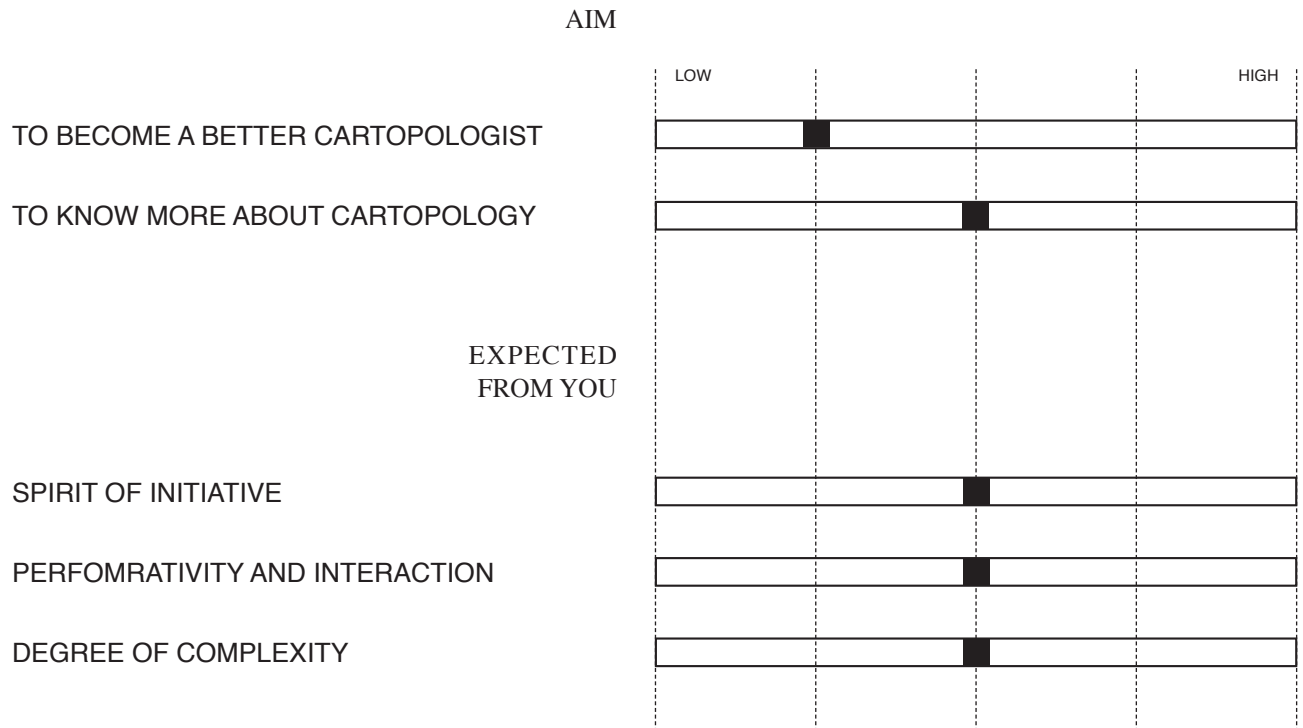 AIM
LOW HIGH
TO BECOME A BETTER CARTOPOLOGIST
TO KNOW MORE ABOUT CARTOPOLOGY
EXPECTED
FROM YOU
SPIRIT OF INITIATIVE
PERFOMRATIVITY AND INTERACTION
DEGREE OF COMPLEXITY